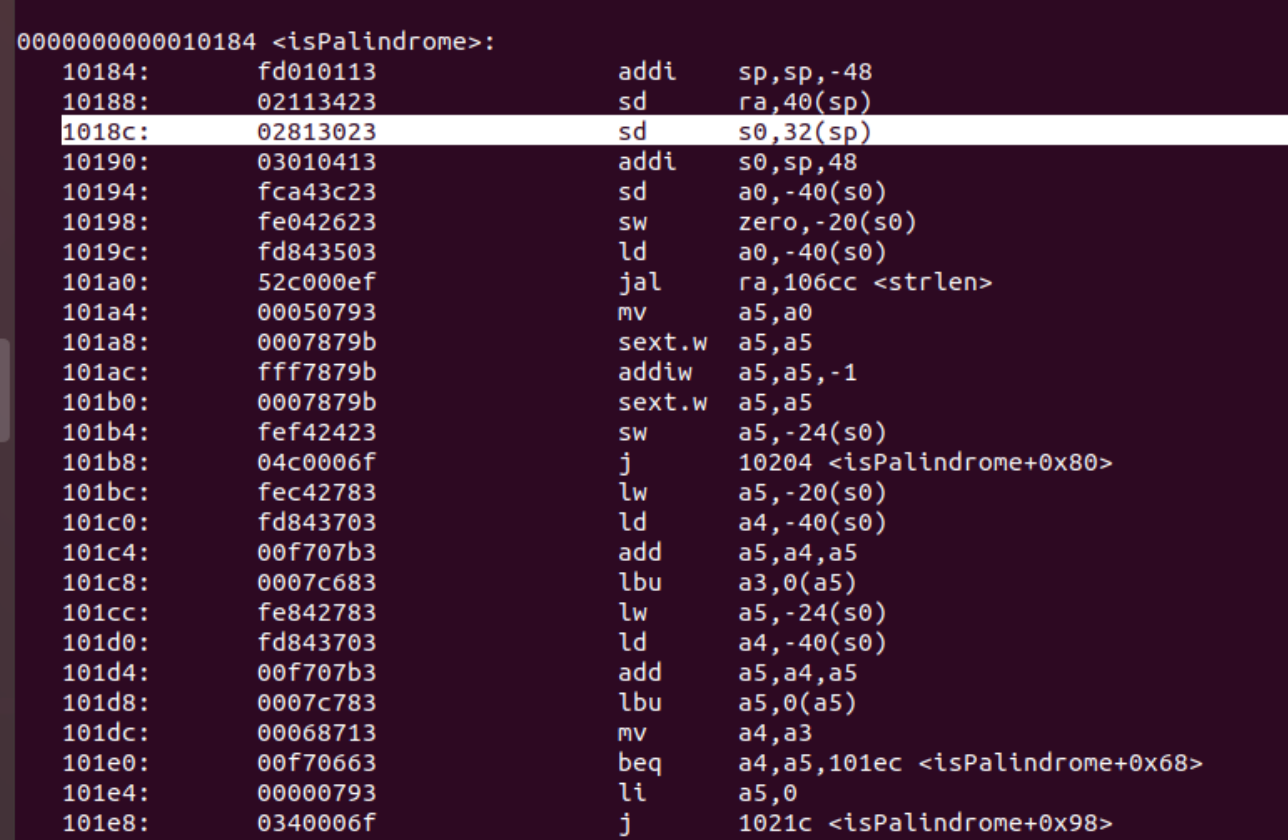 0000000000010184 <isPalindrome>:
10184: fd010113 addi sp,sp,-48
10188: 02113423 sd ra,40(sp)
1018c: 02813023 sd s0,32(sp)
10190: 03010413 addi s0,sp,48
10194: fca43c23 sd a0,-40(s0)
10198: fe042623 sw zero,-20(s0)
1019c: fd843503 ld a0,-40(s0)
101a0: 52c000ef jal ra,106cc <strlen>
101a4: 00050793 mv a5,a0
101a8: 0007879b sext.w a5,a5
101ac: fff7879b addiw a5,a5,-1
101b0: 0007879b sext.w a5,a5
101b4: fef42423 sw a5,-24(s0)
101b8: 04c0006f j 10204 <isPalindrome+0x80>
101bc: fec42783 lw a5,-20(s0)
101c0: fd843703 ld a4,-40(s0)
101c4: 00f707b3 add a5,a4,a5
101c8: 0007c683 lbu a3,0(a5)
101cc: fe842783 lw a5,-24(s0)
101d0: fd843703 ld a4,-40(s0)
101d4: 00f707b3 add a5,a4,a5
101d8: 0007c783 lbu a5,0(a5)
101dc: 00068713 mv a4,a3
101e0: 00f70663 beq a4,a5,101ec <isPalindrome+0x68>
101e4: 00000793 li a5,0
101e8: 0340006f j 1021c <isPalindrome+0x98>